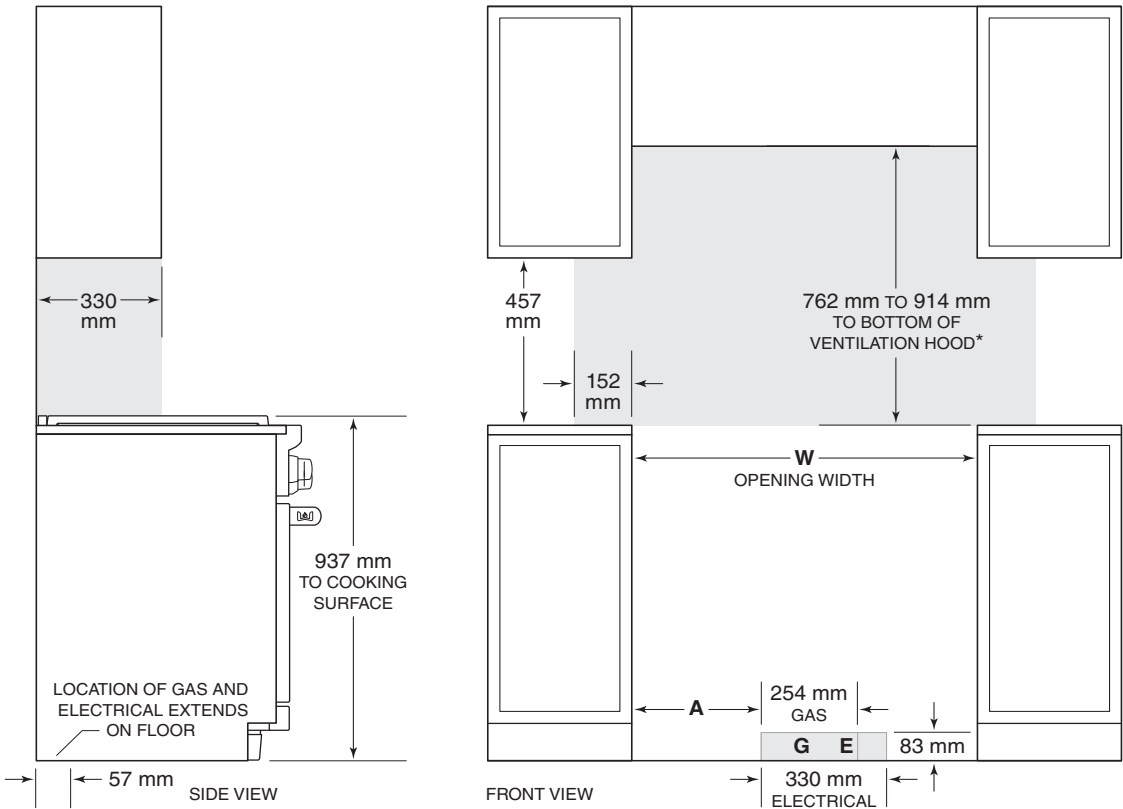 330
mm
937 mm
TO COOKING
SURFACE
LOCATION OF GAS AND
ELECTRICAL EXTENDS
ON FLOOR
57 mm
SIDE VIEW
457
mm
762 mm TO 914 mm
TO BOTTOM OF
VENTILATION HOOD*
152
mm
W
OPENING WIDTH
A
254 mm
GAS
G E
83 mm
330 mm
ELECTRICAL
FRONT VIEW